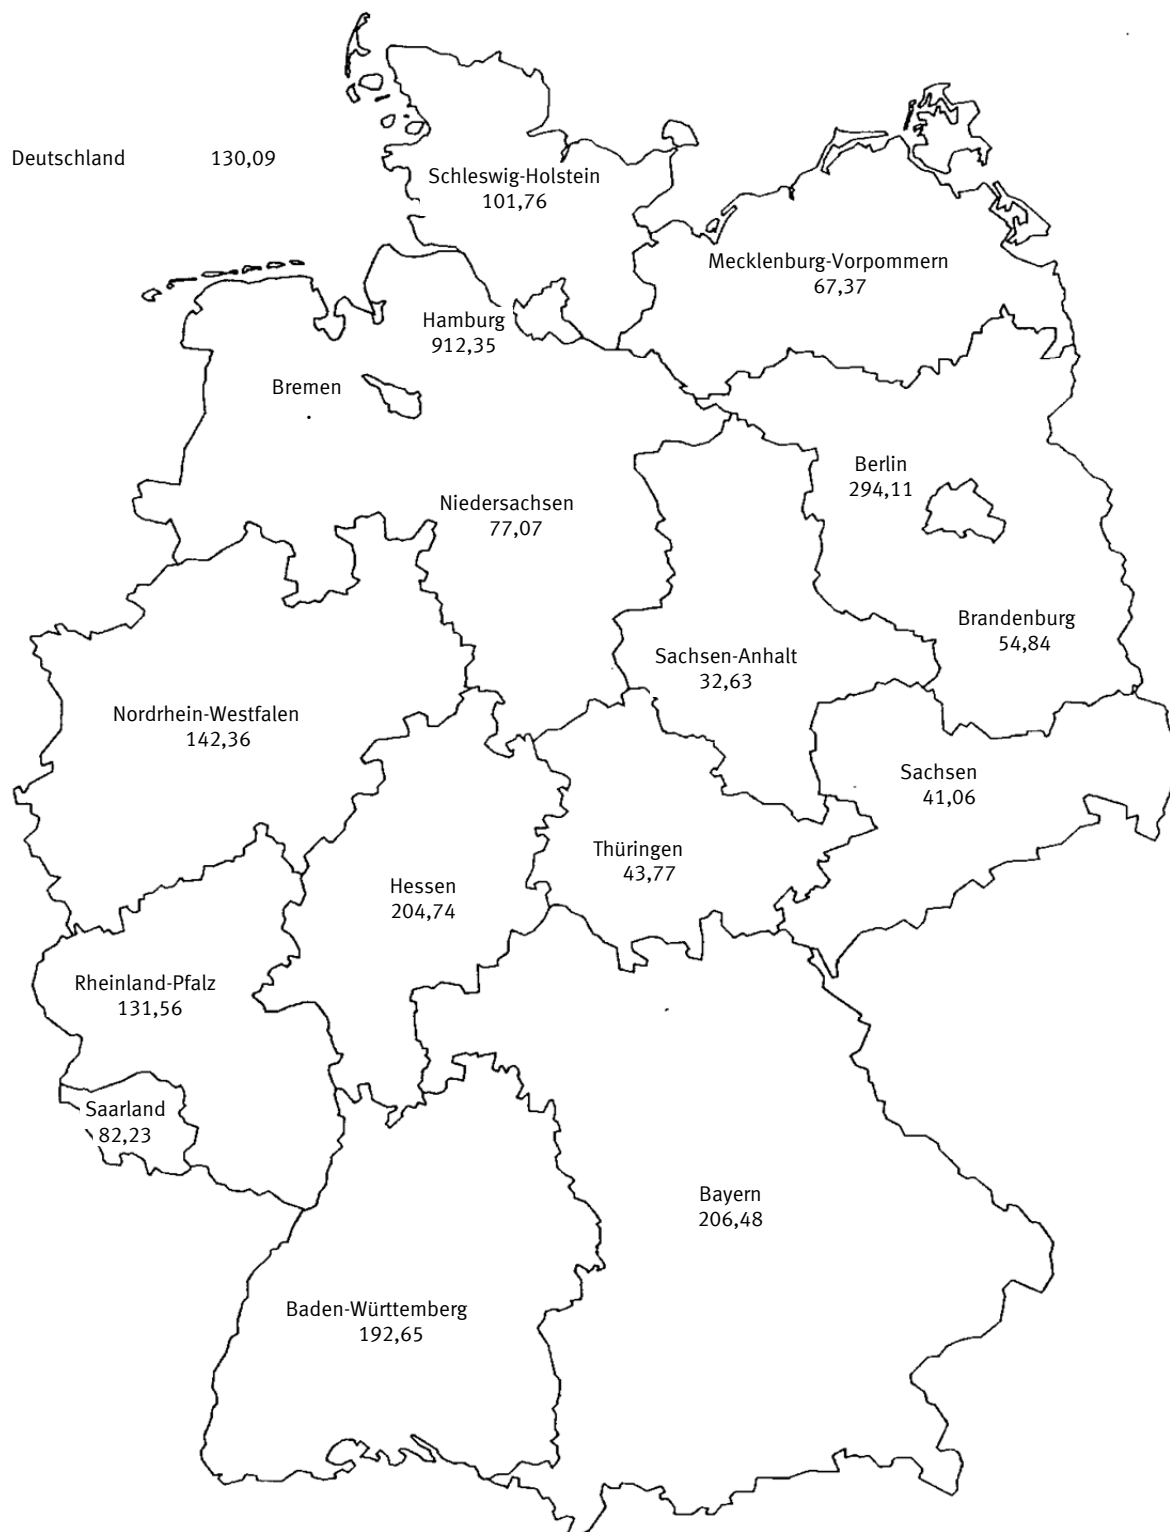 Deutschland 130,09
Schleswig-Holstein
101,76
Mecklenburg-Vorpommern
67,37
Hamburg
912,35
Bremen
Berlin
294,11
Niedersachsen
77,07
Brandenburg
54,84
Sachsen-Anhalt
32,63
Nordrhein-Westfalen
142,36
Sachsen
41,06
Thüringen
43,77
Hessen
204,74
Rheinland-Pfalz
131,56
Saarland
82,23
Bayern
206,48
Baden-Württemberg
192,65